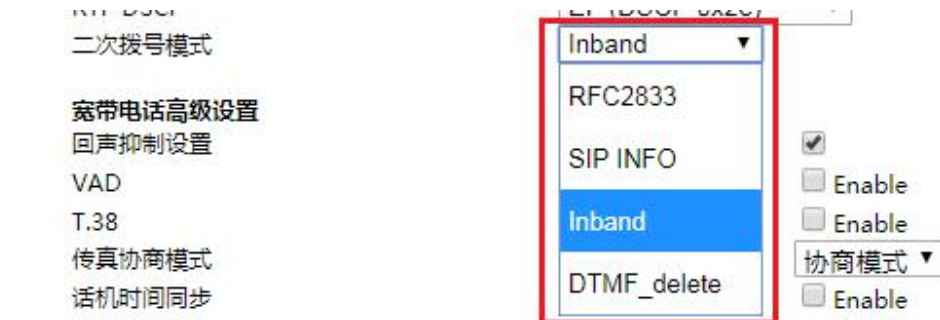 二次拨号模式 Inband
RFC2833
宽带电话高级设置
回声抑制设置
SIP INFO
VAD Enable
T.38 Inband Enable
传真协商模式 协商模式
DTMF_delete
话机时间同步 Enable